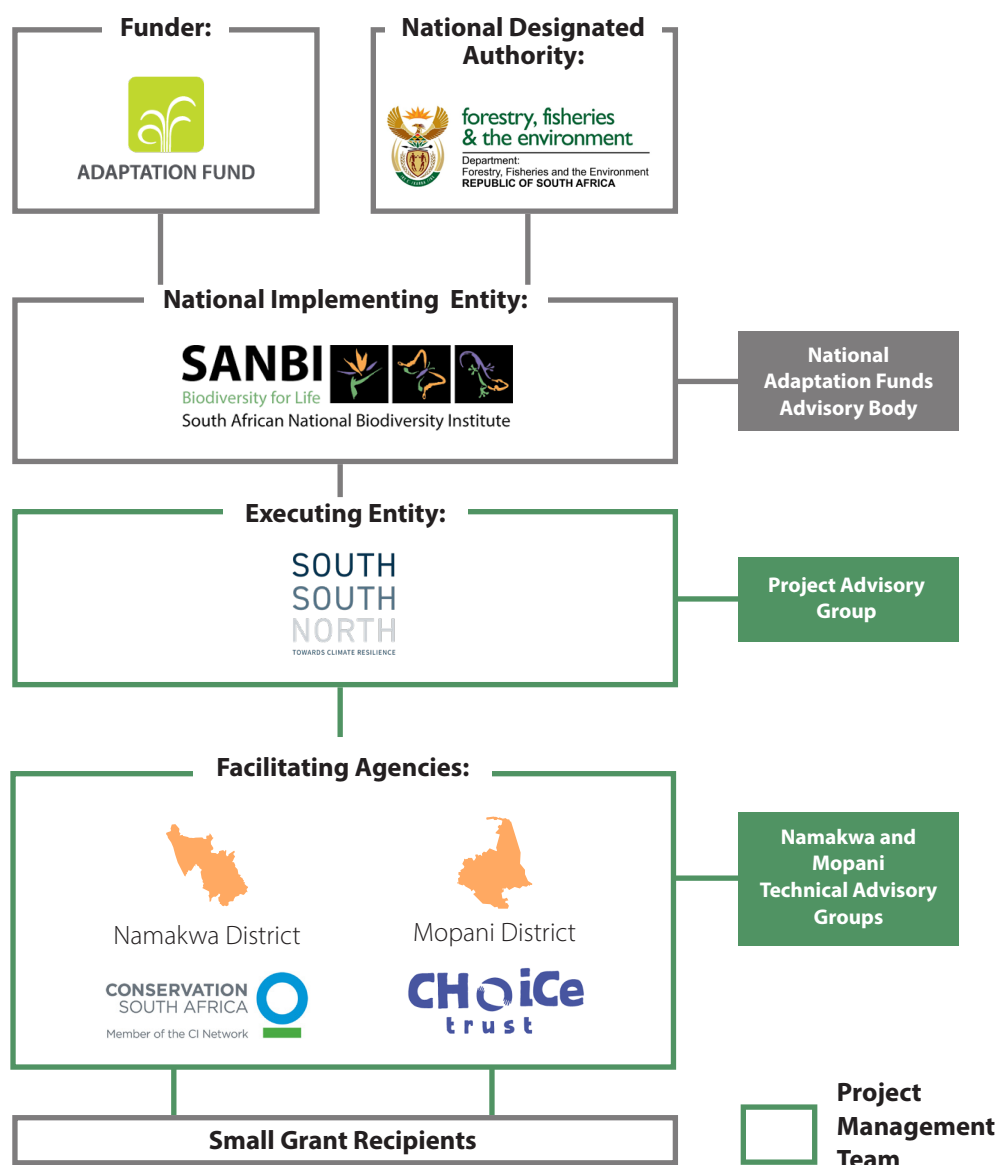 Funder:
ADAPTATION FUND
National Designated
Authority:
forestry, fisheries
& the environment
Department:
Forestry, Fisheries and the Environment
REPUBLIC OF SOUTH AFRICA
National Implementing Entity:
SANBI
Biodiversity for Life
South African National Biodiversity Institute
National
Adaptation Funds
Advisory Body
Executing Entity:
SOUTH
SOUTH
NORTH
TOWARDS CLIMATE RESILIENCE
Project Advisory
Group
Facilitating Agencies:
Namakwa District
CONSERVATION
SOUTH AFRICA
Member of the CI Network
Mopani District
CHoiCe
trust
Namakwa and
Mopani
Technical Advisory
Groups
Small Grant Recipients
Project
Management
Team